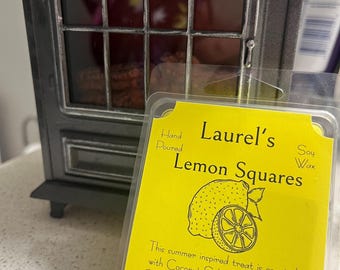 Laurel's
Hand Poured
Soy Wax
Lemon Squares
This summer inspired treat is
with Coconut